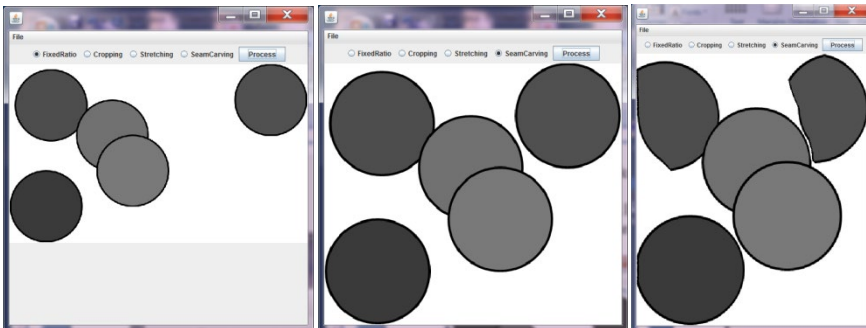 File
FixedRatio Cropping Stretching SeamCarving Process
File
FixedRatio Cropping Stretching SeamCarving Process
File
FixedRatio Cropping Stretching SeamCarving Process